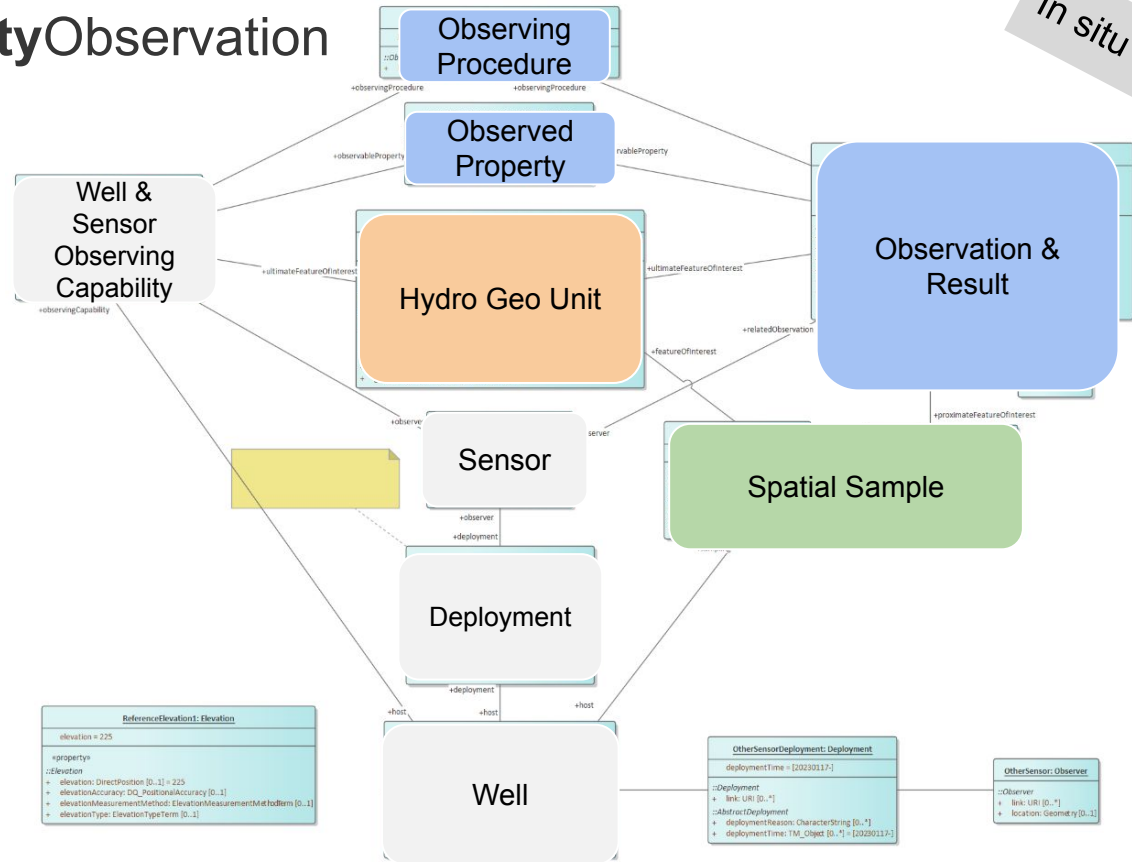 tyObservation
In situ
Observing
Procedure
::Ob
+
+observingProcedure
+observingProcedure
Observed
Property
+observableProperty
rvableProperty
Well &
Sensor
Observing
Capability
+observingCapability
Observation &
Result
+ultimateFeatureOfInterest
+ultimateFeatureOfInterest
Hydro Geo Unit
+relatedObservation
+featureOfInterest
+
+observe
server
+proximateFeatureOfInterest
Sensor
Spatial Sample
+observer
+deployment
Deployment
+deployment
+host
+host
+host
Well
ReferenceElevation1: Elevation
elevation = 225
«property»
::Elevation
+ elevation: DirectPosition [0..1] = 225
+ elevationAccuracy: DQ_PositionalAccuracy [0..1]
+ elevationMeasurementMethod: ElevationMeasurementMethodTerm [0..1]
+ elevationType: ElevationTypeTerm [0..1]
OtherSensorDeployment: Deployment
deploymentTime = [20230117-]
::Deployment
+ link: URI [0..*]
::AbstractDeployment
+ deploymentReason: CharacterString [0..*]
+ deploymentTime: TM_Object [0..*] = [20230117-]
OtherSensor: Observer
::Observer
+ link: URI [0..*]
+ location: Geometry [0..1]